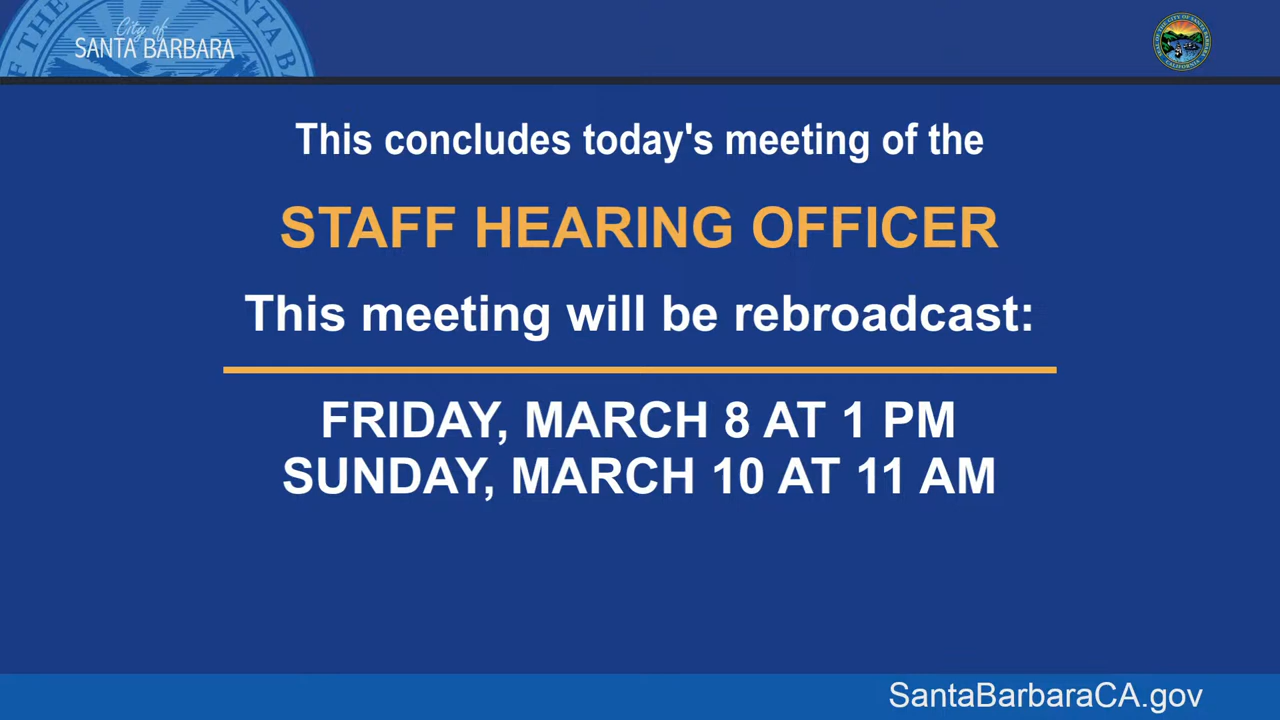 City of
SANTA BARBARA
This concludes today's meeting of the
STAFF HEARING OFFICER
This meeting will be rebroadcast:
FRIDAY, MARCH 8 AT 1 PM
SUNDAY, MARCH 10 AT 11 AM
SantaBarbaraCA.gov